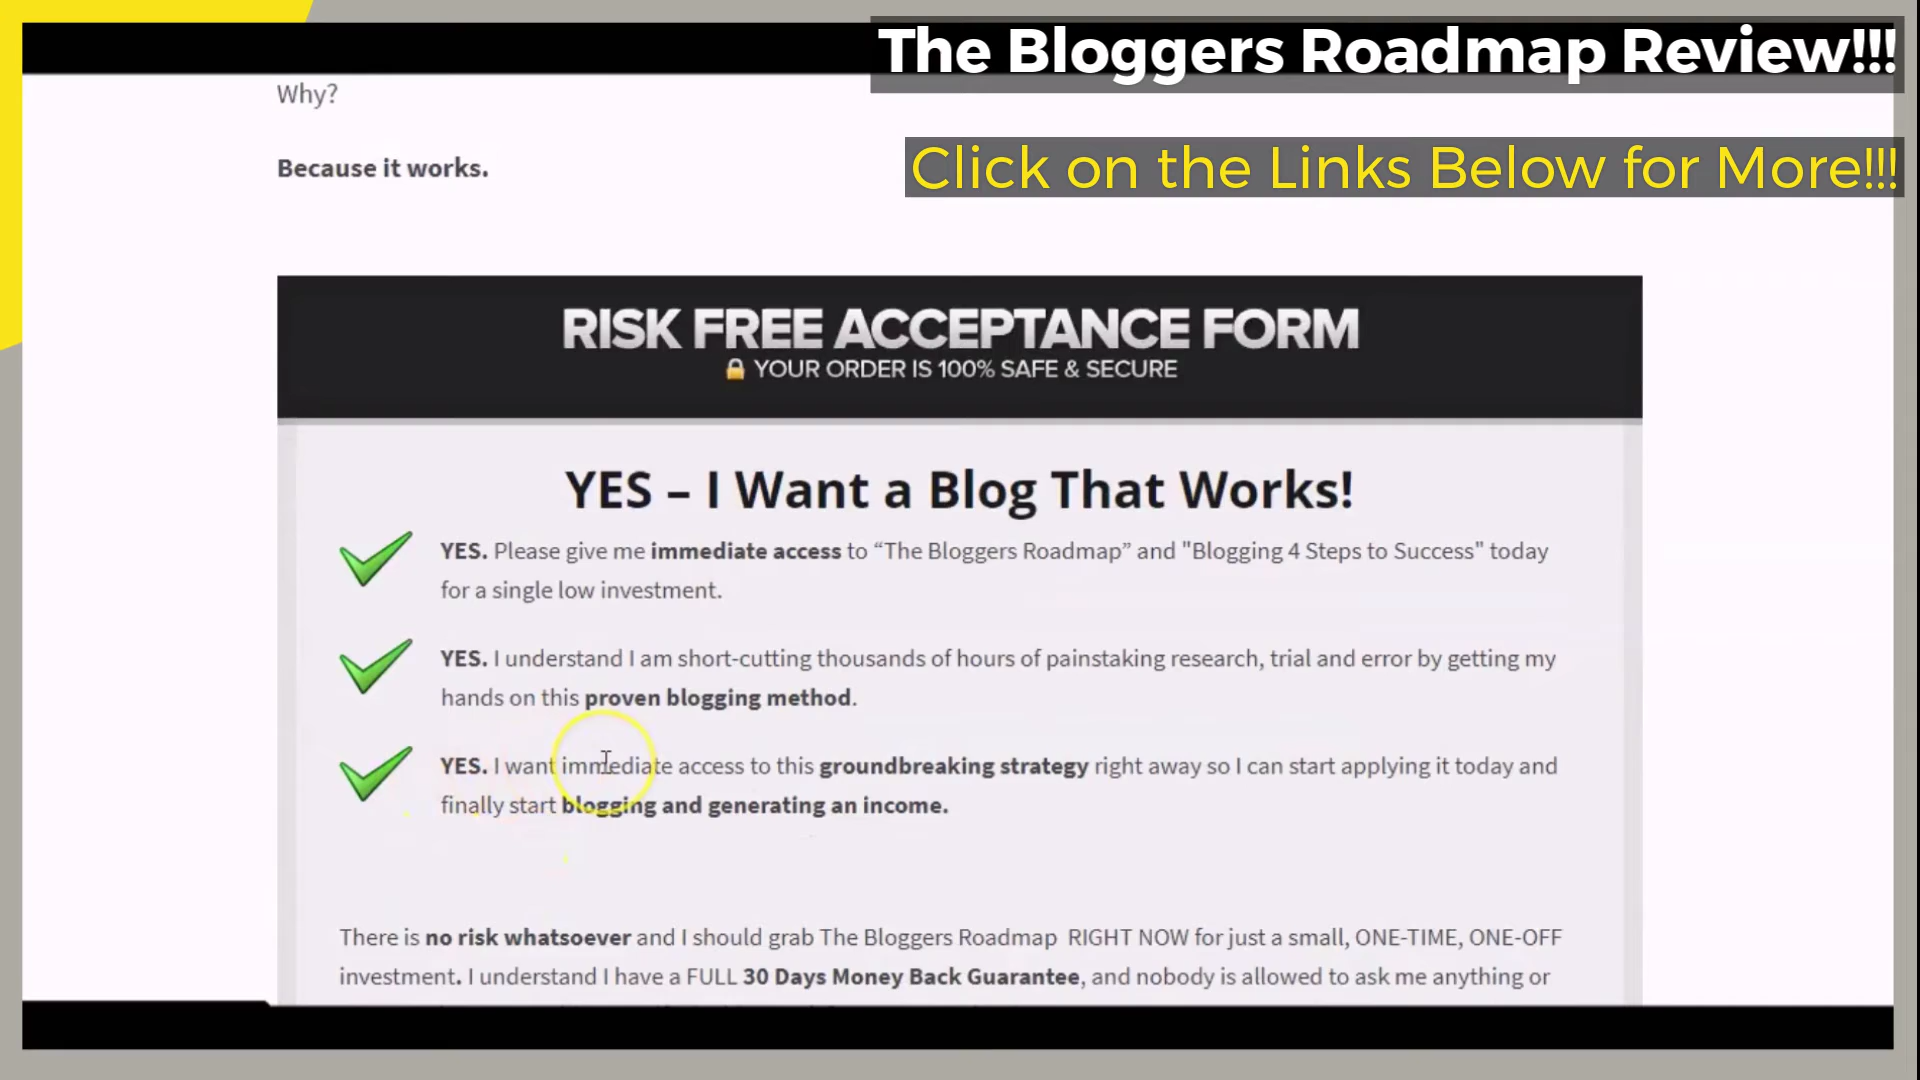 The Bloggers Roadmap Review!!!
Why?
Click on the Links Below for More!!!
Because it works.
RISK FREE ACCEPTANCE FORM
YOUR ORDER IS 100% SAFE & SECURE
YES – I Want a Blog That Works!
YES. Please give me immediate access to “The Bloggers Roadmap” and "Blogging 4 Steps to Success" today
for a single low investment.
YES. I understand I am short-cutting thousands of hours of painstaking research, trial and error by getting my
hands on this proven blogging method.
YES. I want immediate access to this groundbreaking strategy right away so I can start applying it today and
finally start blogging and generating an income.
There is no risk whatsoever and I should grab The Bloggers Roadmap RIGHT NOW for just a small, ONE-TIME, ONE-OFF
investment. I understand I have a FULL 30 Days Money Back Guarantee, and nobody is allowed to ask me anything or